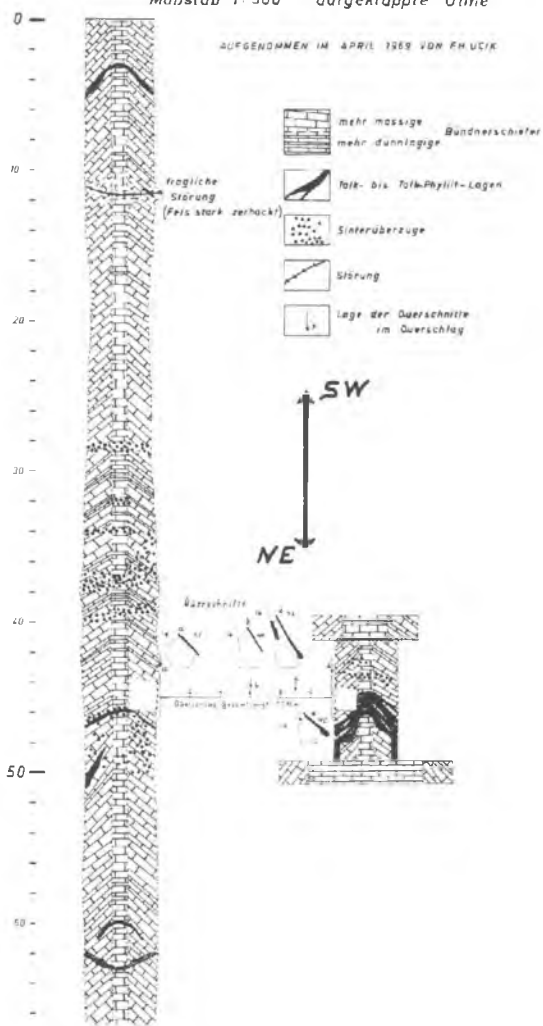 Maßstab 1:500 aufgeklappte Ulme
AUFGENOMMEN IM APRIL 1969 VON F.H. UCIK
mehr massige
mehr dünnlagige
Bündnerschiefer
Talk- bis Talk-Phyllit-Lagen
Sinterüberzüge
Störung
Lage der Querschnitte
im Querschlag
fragliche
Störung
(Fels stark zerhackt)
SW
NE
Querschnitte
0
10
20
30
40
50
60